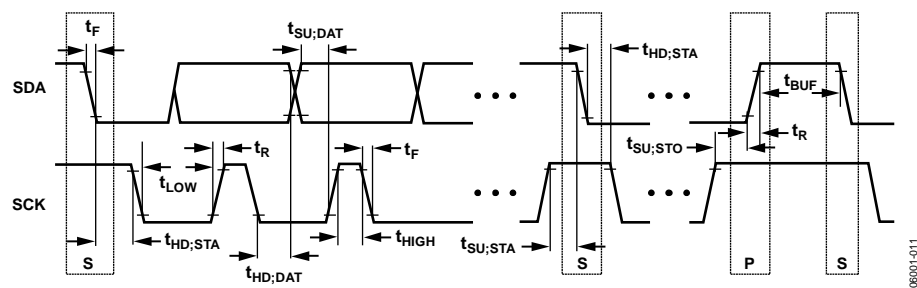 tF
tSU;DAT
tHD;STA
SDA
tBUF
tR
tF
tSU;STO
tR
tLOW
SCK
tHD;STA
tHD;DAT
tHIGH
tSU;STA
S
S
P
S
06001-011